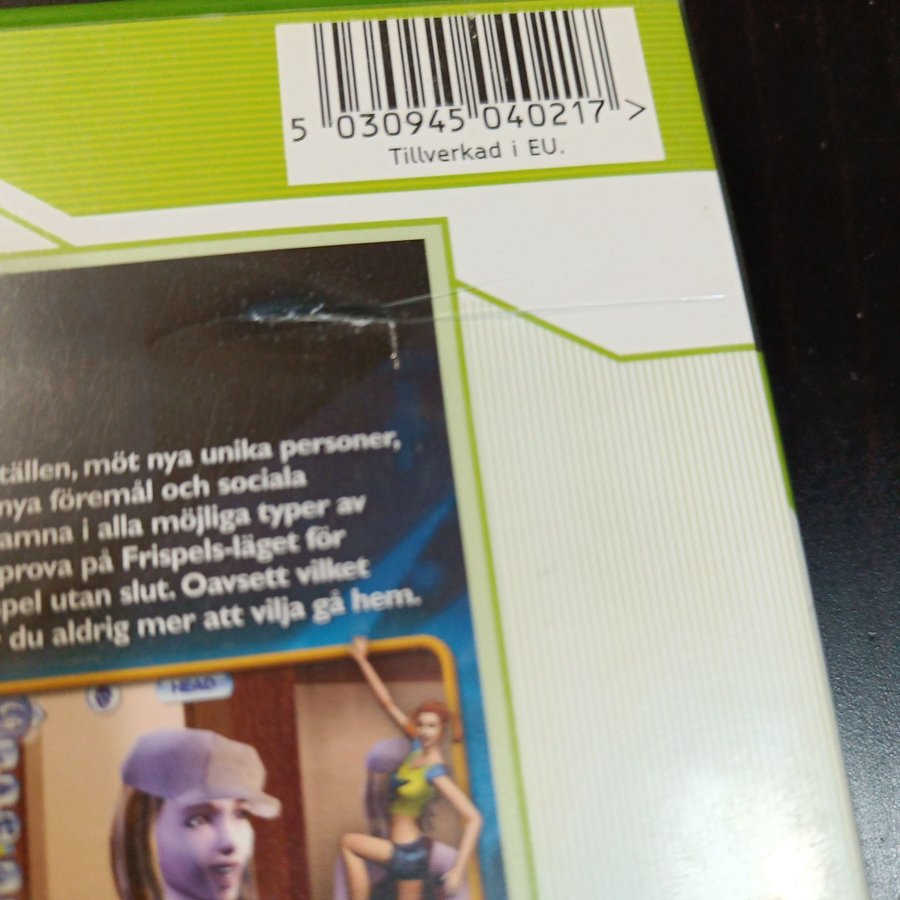 5 030945 040217 >
Tillverkad i EU.
tällen, möt nya unika personer,
nya föremål och sociala
amna i alla möjliga typer av
prova på Frispels-läget för
pel utan slut. Oavsett vilket
du aldrig mer att vilja gå hem.
HEAD